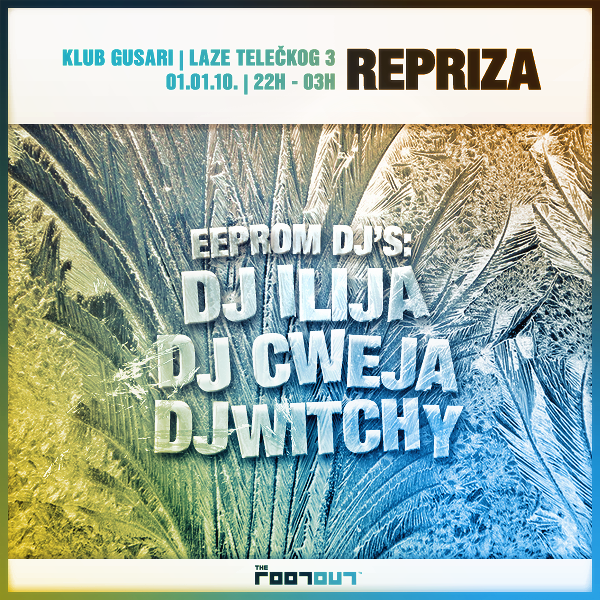 KLUB GUSARI | LAZE TELEČKOG 3
01.01.10. | 22H - 03H
REPRIZA
EEPROM DJ'S:
DJ ILIJA
DJ CWEJA
DJWITCHY
THE
ROOTOUT™